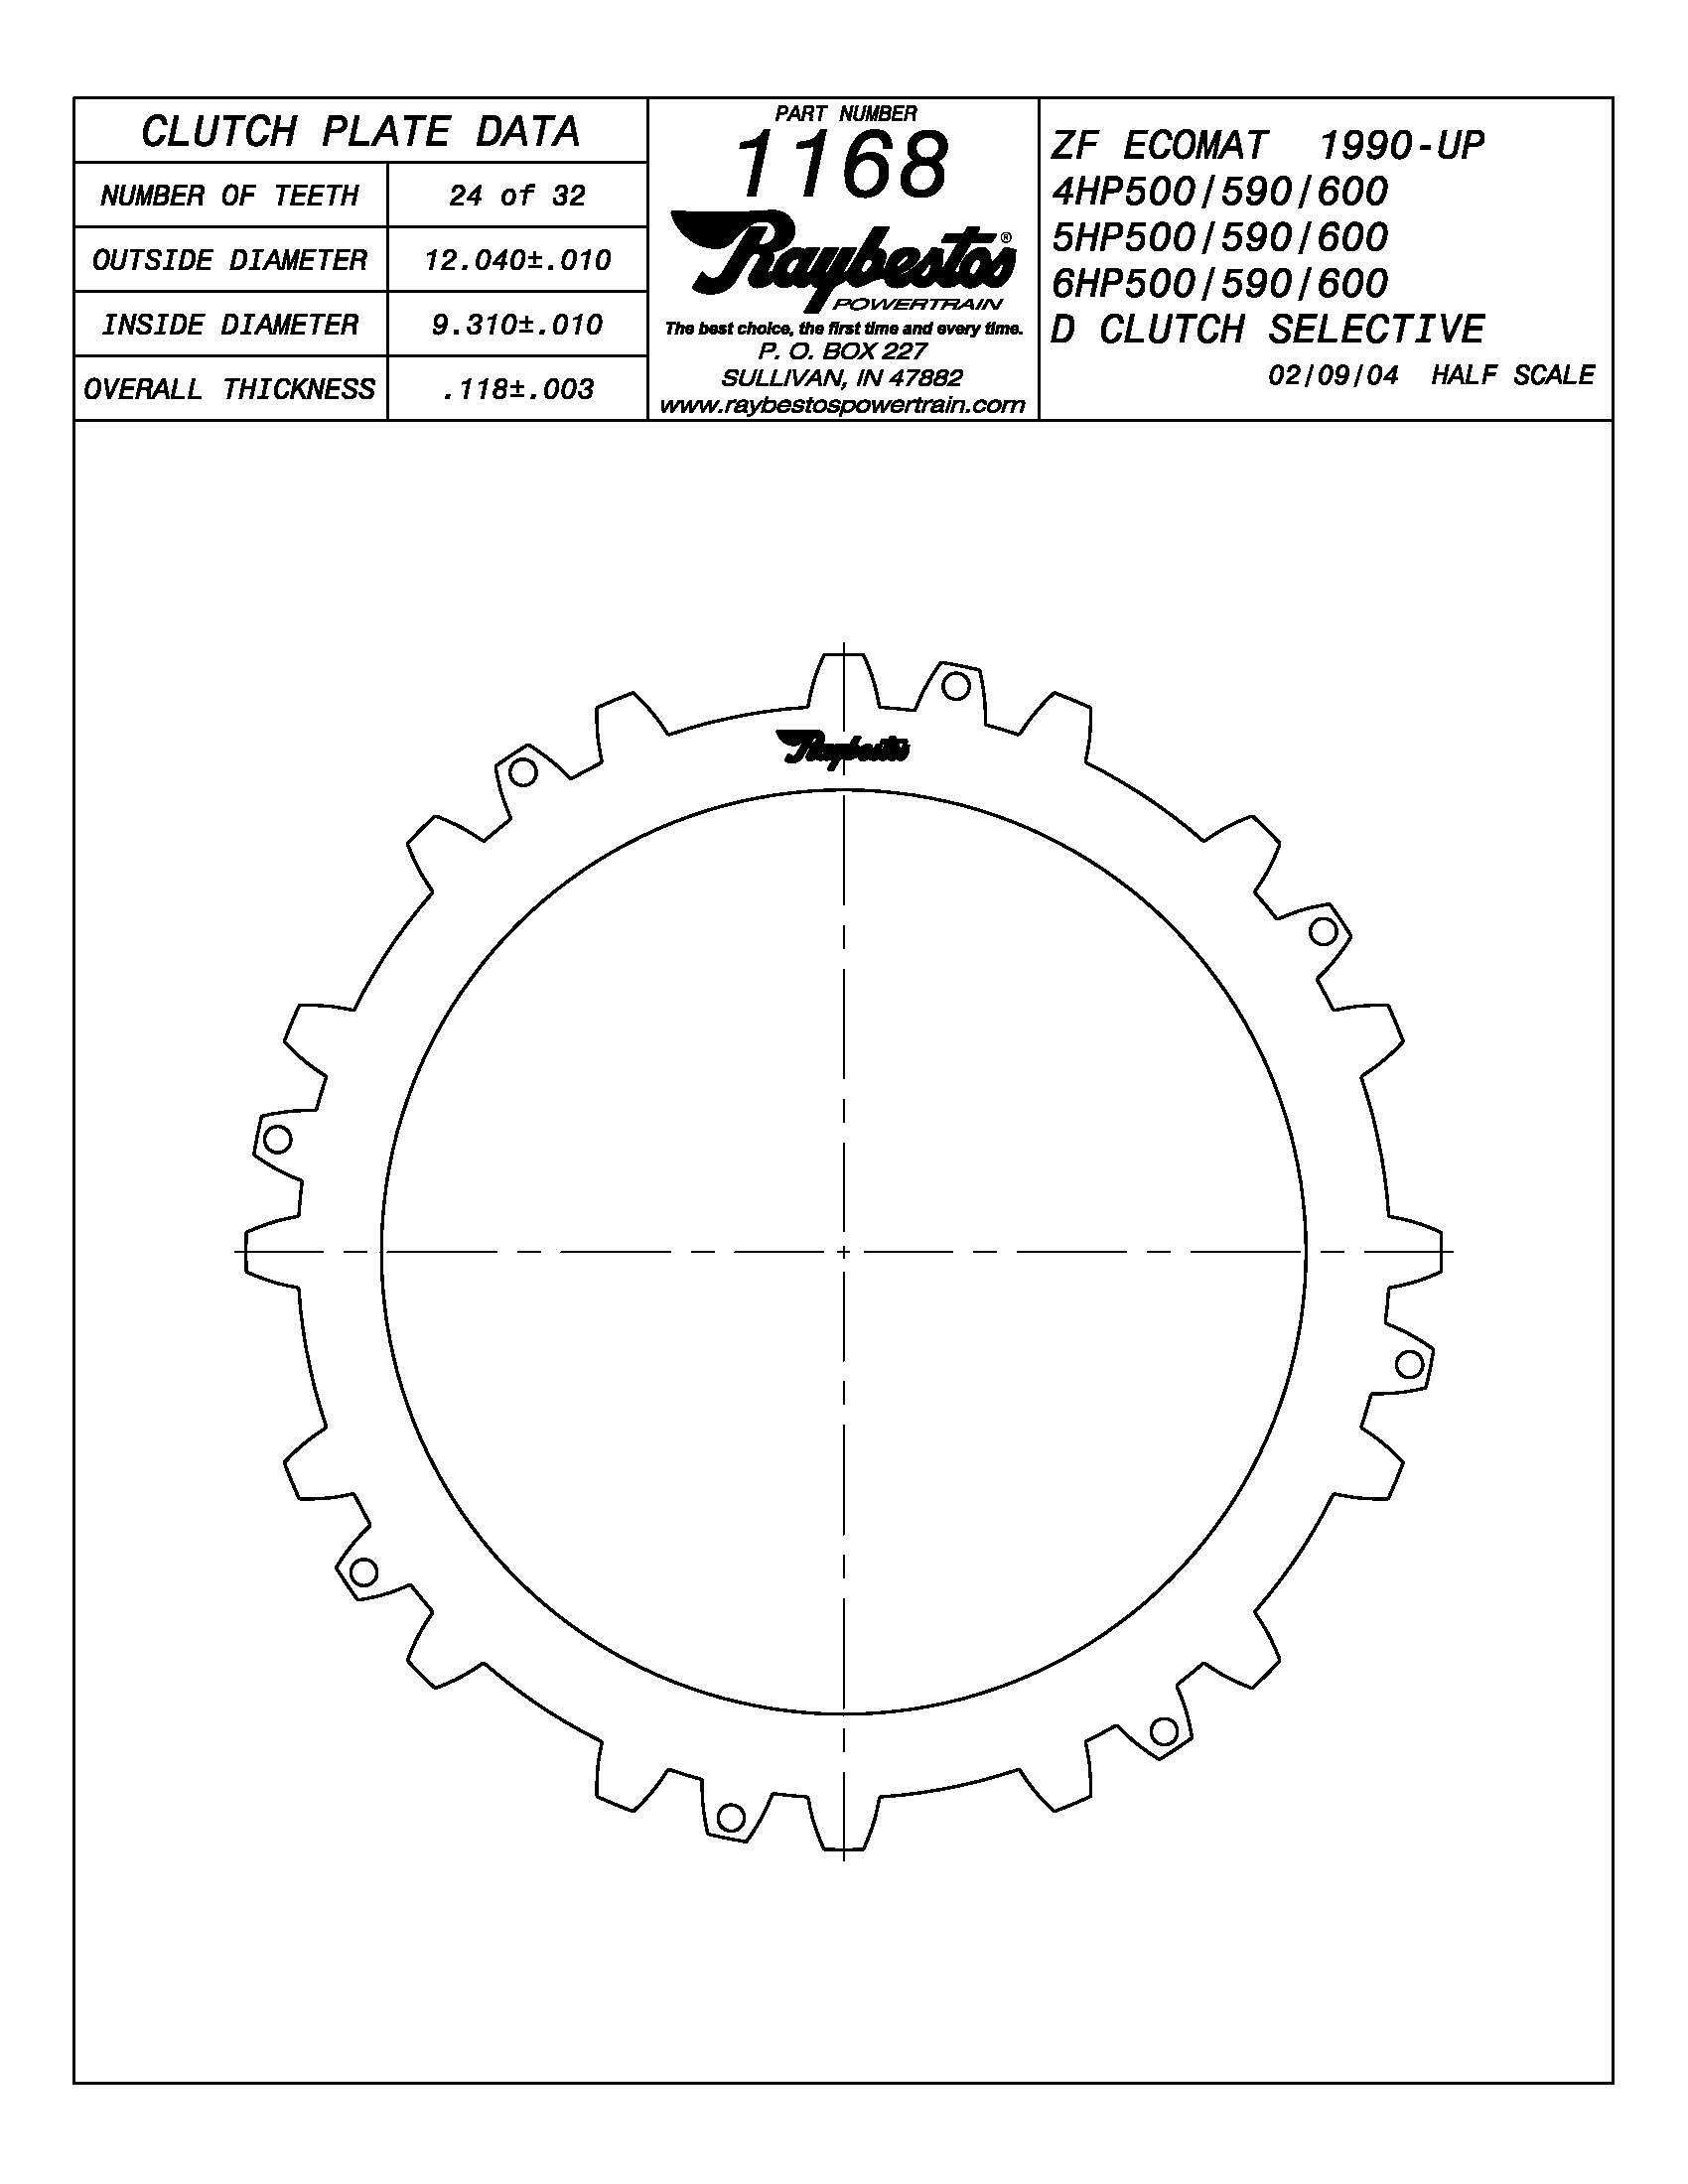 CLUTCH PLATE DATA
NUMBER OF TEETH 24 of 32
OUTSIDE DIAMETER 12.040±.010
INSIDE DIAMETER 9.310±.010
OVERALL THICKNESS .118±.003
PART NUMBER
1168
Raybestos®
POWERTRAIN
The best choice, the first time and every time.
P. O. BOX 227
SULLIVAN, IN 47882
www.raybestospowertrain.com
ZF ECOMAT 1990-UP
4HP500/590/600
5HP500/590/600
6HP500/590/600
D CLUTCH SELECTIVE
02/09/04 HALF SCALE
Raybestos